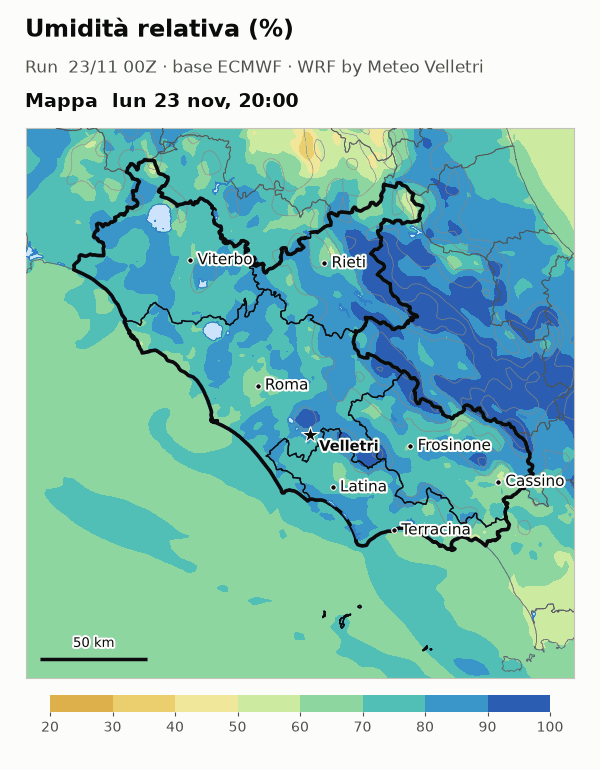 Umidità relativa (%)
Run  23/11 00Z · base ECMWF · WRF by Meteo Velletri
Mappa  lun 23 nov, 20:00
Viterbo
Rieti
Roma
Velletri
Frosinone
Latina
Cassino
Terracina
50 km
20 30 40 50 60 70 80 90 100